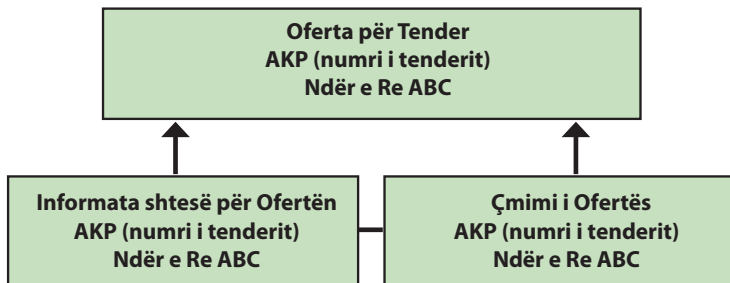 Oferta për Tender
AKP (numri i tenderit)
Ndër e Re ABC
Informata shtesë për Ofertën
AKP (numri i tenderit)
Ndër e Re ABC
Çmimi i Ofertës
AKP (numri i tenderit)
Ndër e Re ABC